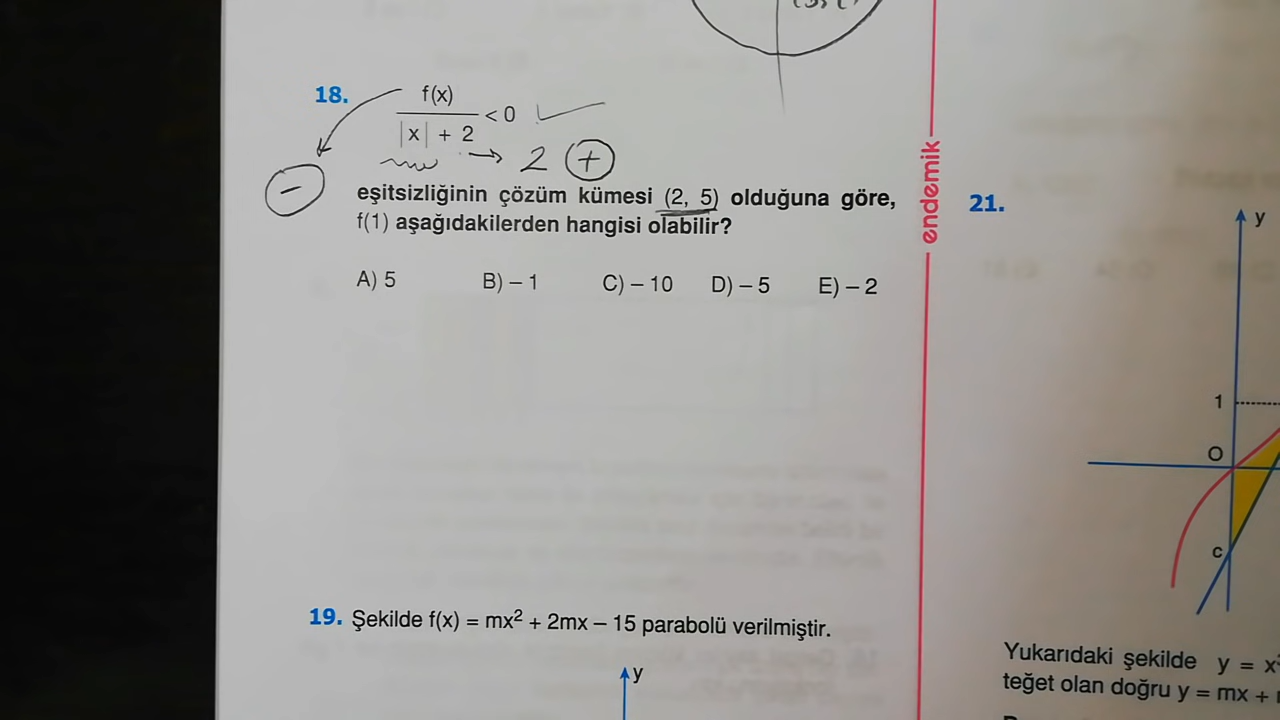 18. f(x)
< 0
|x| + 2
→ 2 +
−
eşitsizliğinin çözüm kümesi (2, 5) olduğuna göre,
f(1) aşağıdakilerden hangisi olabilir?
A) 5 B) – 1 C) – 10 D) – 5 E) – 2
19. Şekilde f(x) = mx² + 2mx – 15 parabolü verilmiştir.
y
endemik
21.
y
1
O
C
Yukarıdaki şekilde y = x
teğet olan doğru y = mx +